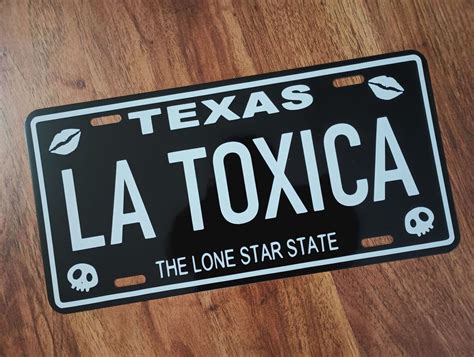 TEXAS
LA TOXICA
THE LONE STAR STATE